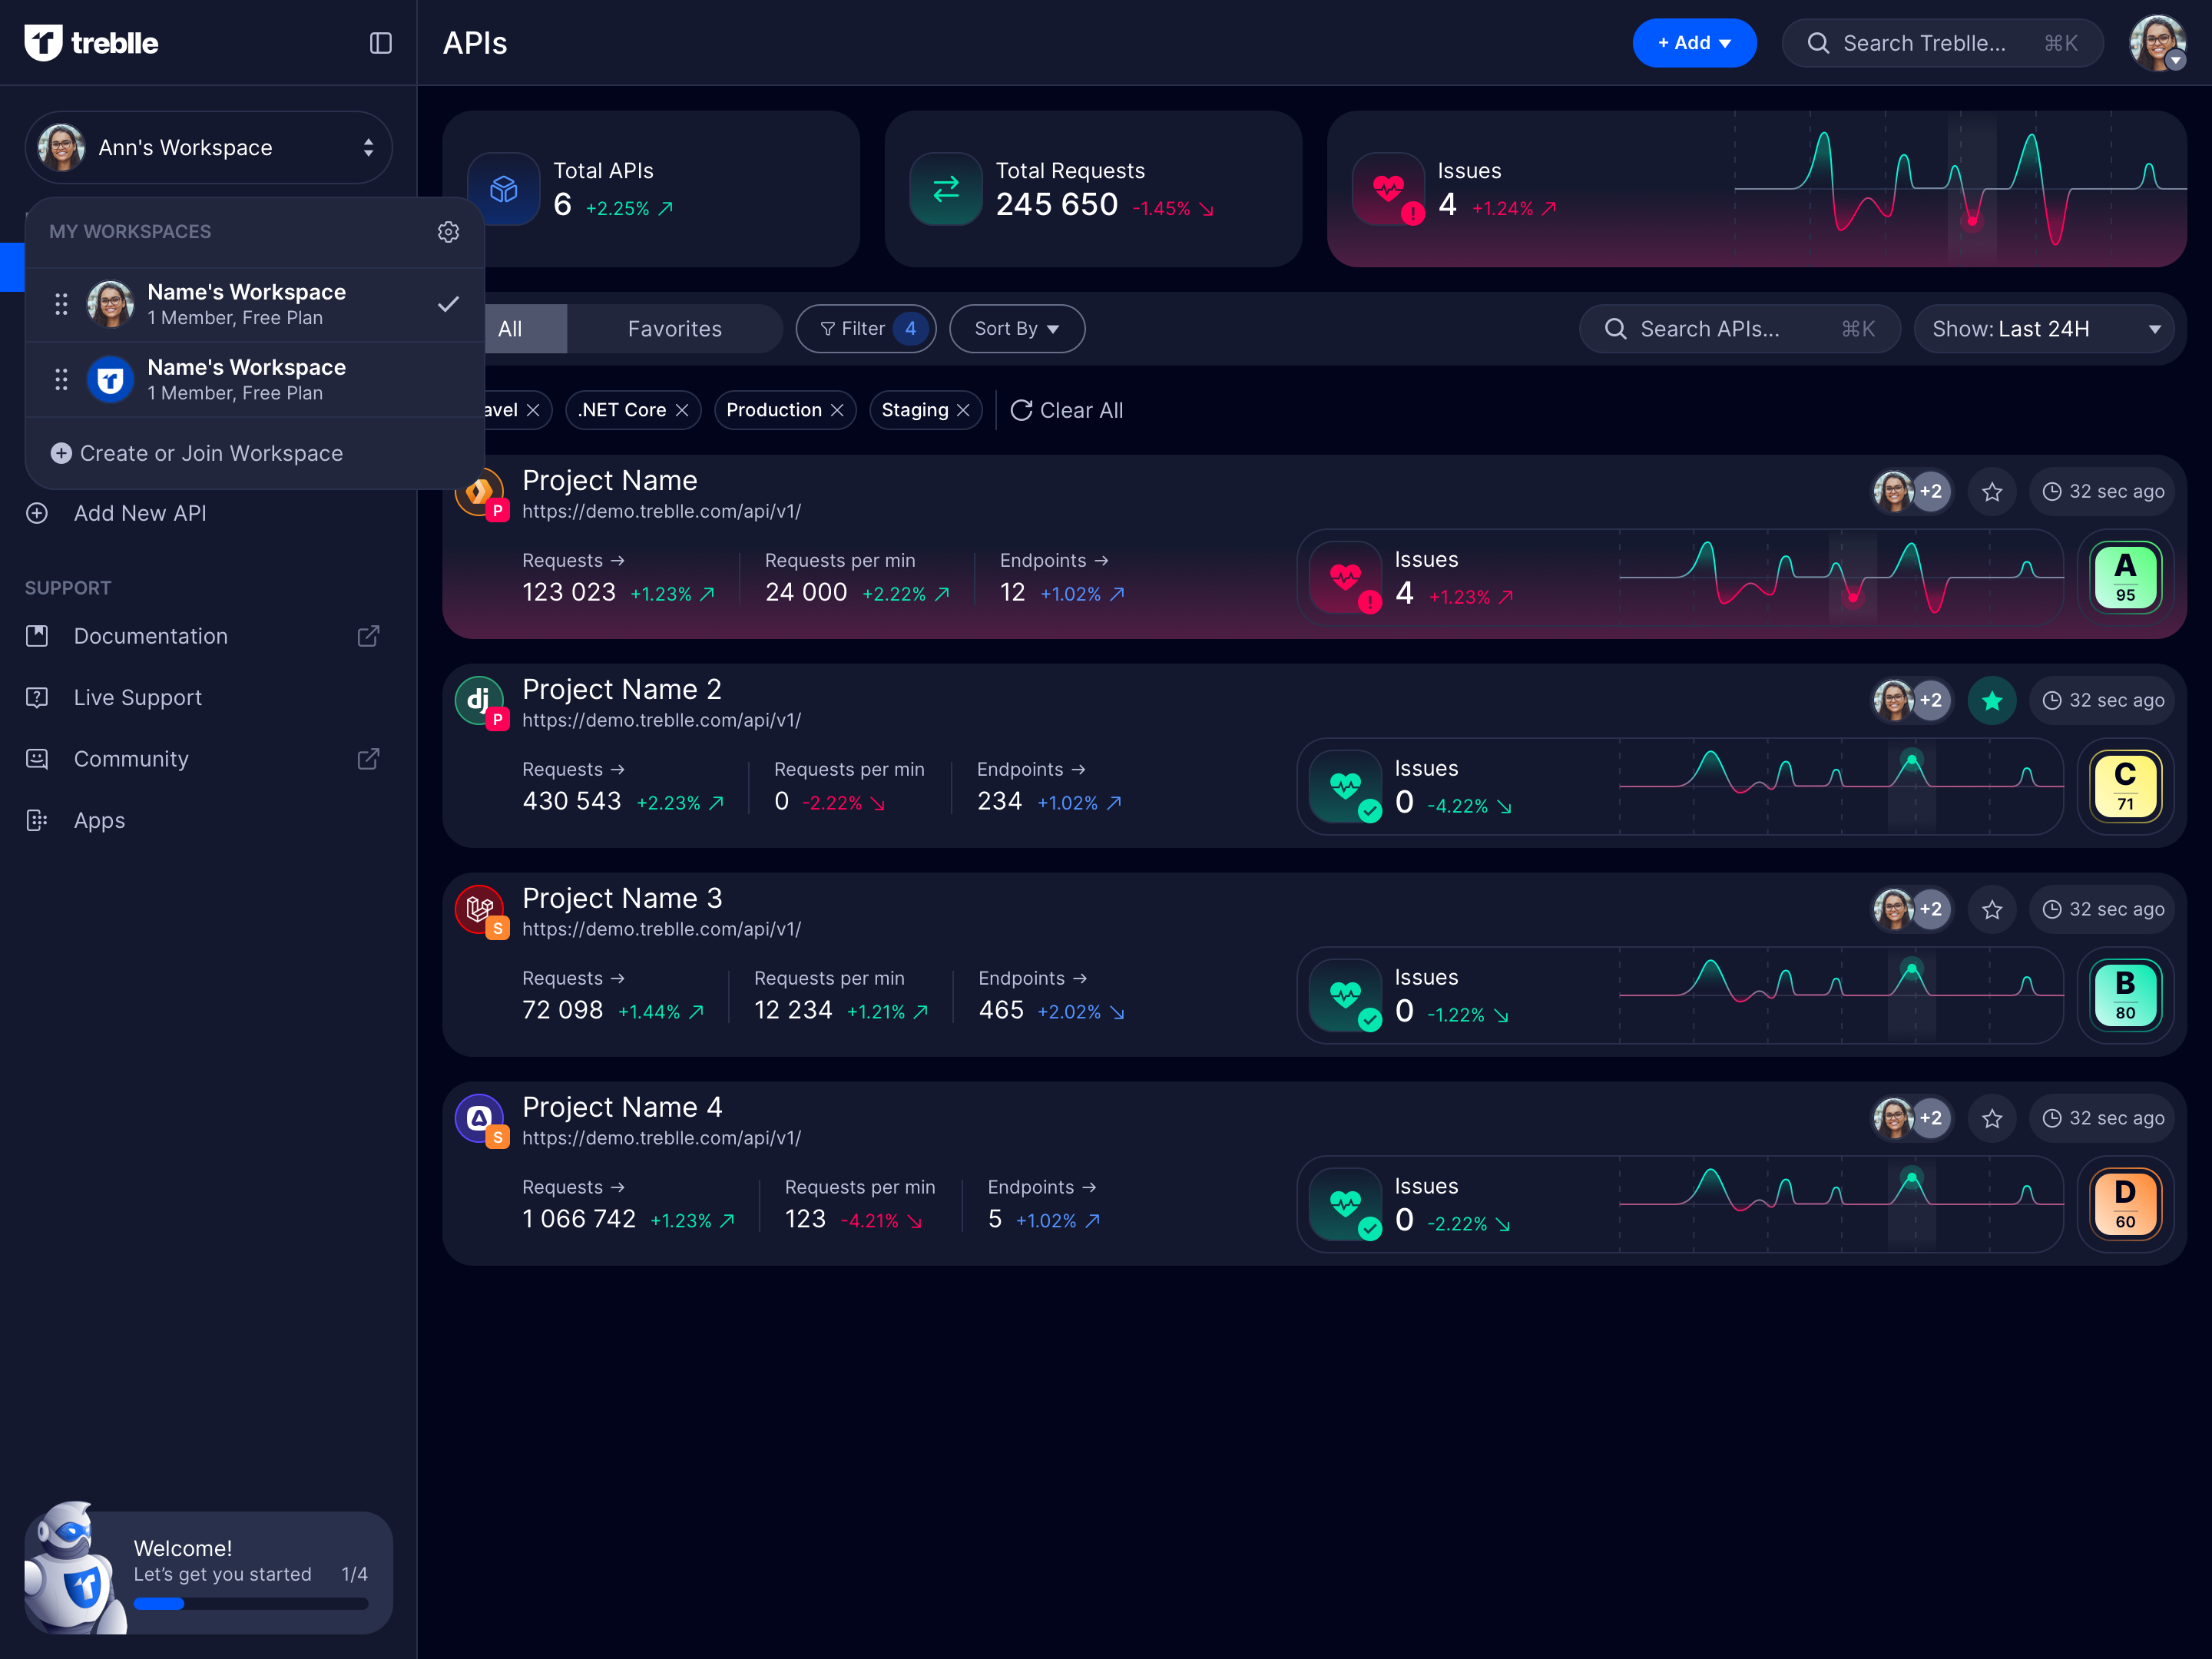 treblle
APIs
+ Add
Search Treblle... ⌘K
Ann's Workspace
MY WORKSPACES
Name's Workspace
1 Member, Free Plan
Name's Workspace
1 Member, Free Plan
Create or Join Workspace
Add New API
SUPPORT
Documentation
Live Support
Community
Apps
Welcome!
Let's get you started 1/4
Total APIs
6 +2.25%
Total Requests
245 650 -1.45%
Issues
4 +1.24%
All Favorites Filter 4 Sort By Search APIs... ⌘K Show: Last 24H
avel .NET Core Production Staging Clear All
P
Project Name
https://demo.treblle.com/api/v1/
+2 32 sec ago
Requests → Requests per min Endpoints →
123 023 +1.23% 24 000 +2.22% 12 +1.02%
Issues
4 +1.23%
A
95
dj P
Project Name 2
https://demo.treblle.com/api/v1/
+2 32 sec ago
Requests → Requests per min Endpoints →
430 543 +2.23% 0 -2.22% 234 +1.02%
Issues
0 -4.22%
C
71
S
Project Name 3
https://demo.treblle.com/api/v1/
+2 32 sec ago
Requests → Requests per min Endpoints →
72 098 +1.44% 12 234 +1.21% 465 +2.02%
Issues
0 -1.22%
B
80
S
Project Name 4
https://demo.treblle.com/api/v1/
+2 32 sec ago
Requests → Requests per min Endpoints →
1 066 742 +1.23% 123 -4.21% 5 +1.02%
Issues
0 -2.22%
D
60